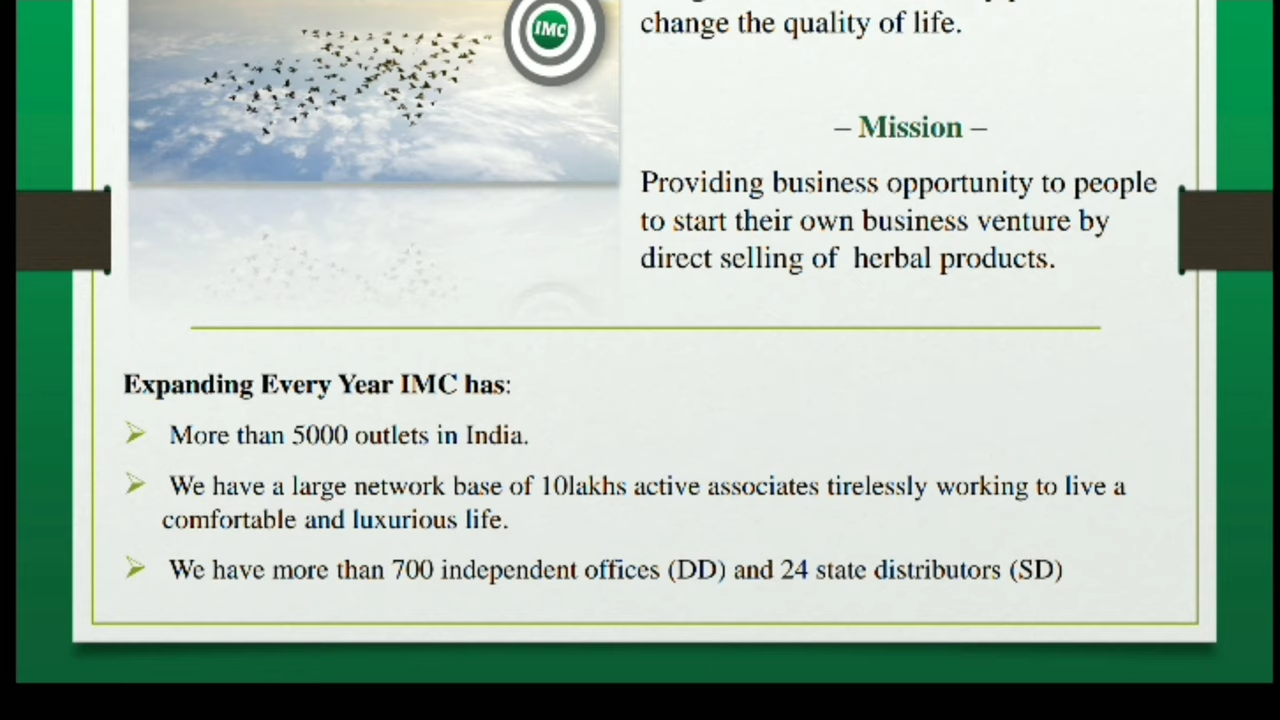 IMC
change the quality of life.
– Mission –
Providing business opportunity to people
to start their own business venture by
direct selling of herbal products.
Expanding Every Year IMC has:
More than 5000 outlets in India.
We have a large network base of 10lakhs active associates tirelessly working to live a
comfortable and luxurious life.
We have more than 700 independent offices (DD) and 24 state distributors (SD)